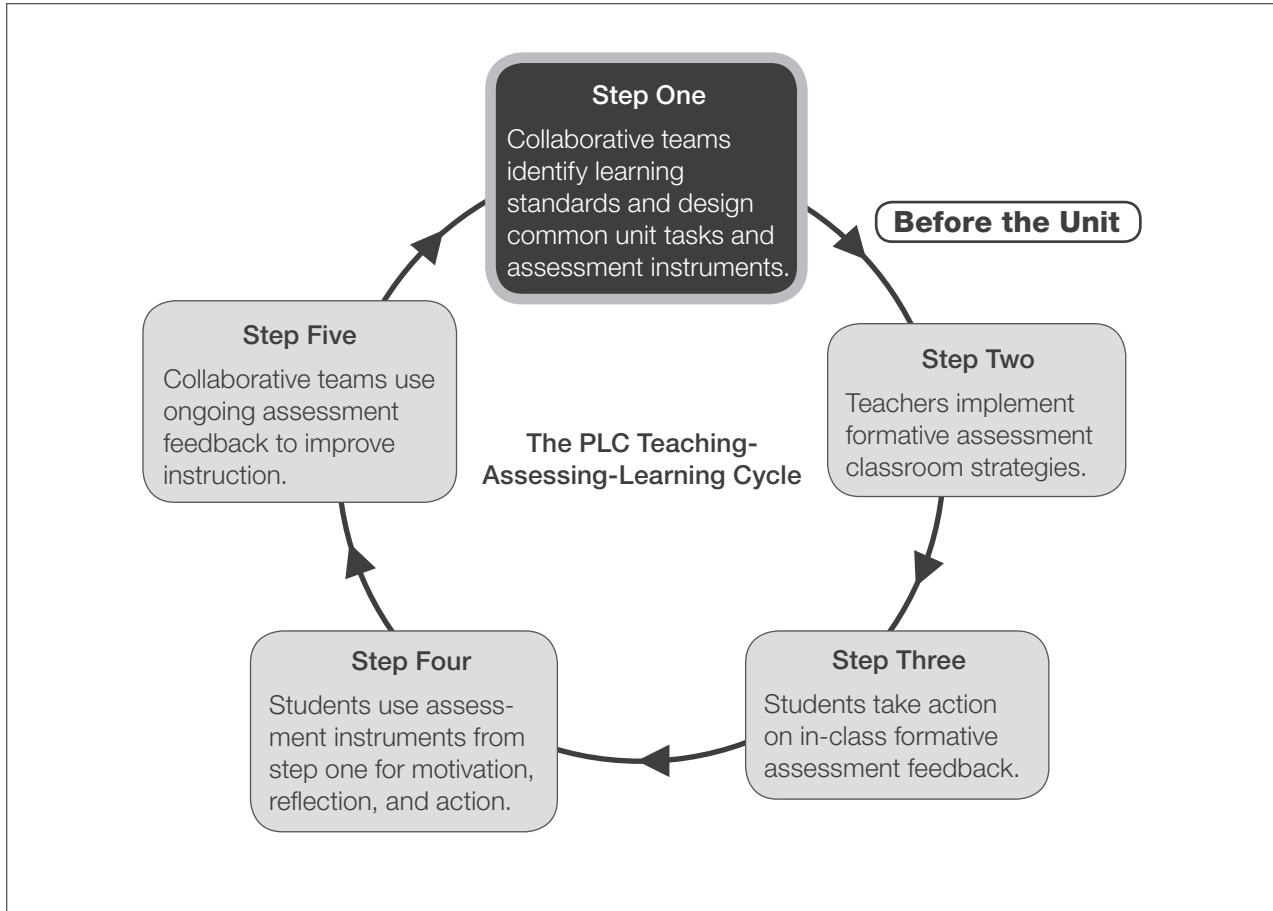 Step One
Collaborative teams
identify learning
standards and design
common unit tasks and
assessment instruments.
Before the Unit
Step Two
Teachers implement
formative assessment
classroom strategies.
Step Three
Students take action
on in-class formative
assessment feedback.
Step Four
Students use assess-
ment instruments from
step one for motivation,
reflection, and action.
Step Five
Collaborative teams use
ongoing assessment
feedback to improve
instruction.
The PLC Teaching-
Assessing-Learning Cycle